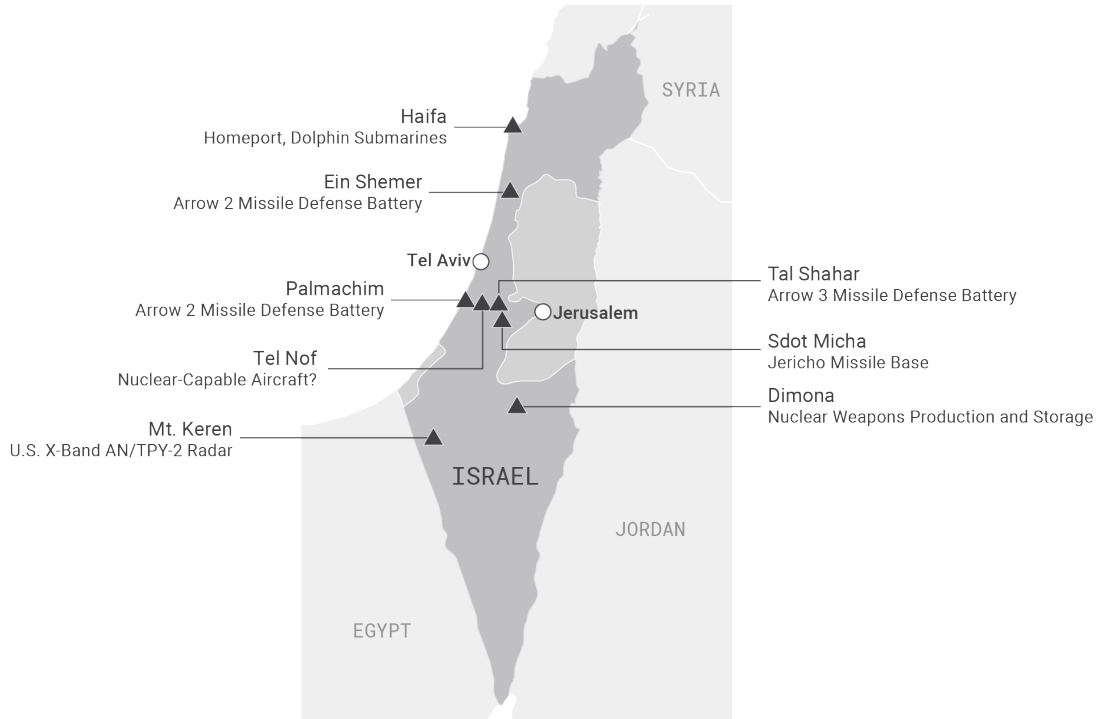 SYRIA
Haifa
Homeport, Dolphin Submarines
Ein Shemer
Arrow 2 Missile Defense Battery
Tel Aviv
Tal Shahar
Arrow 3 Missile Defense Battery
Palmachim
Arrow 2 Missile Defense Battery
Jerusalem
Sdot Micha
Jericho Missile Base
Tel Nof
Nuclear-Capable Aircraft?
Dimona
Nuclear Weapons Production and Storage
Mt. Keren
U.S. X-Band AN/TPY-2 Radar
ISRAEL
JORDAN
EGYPT